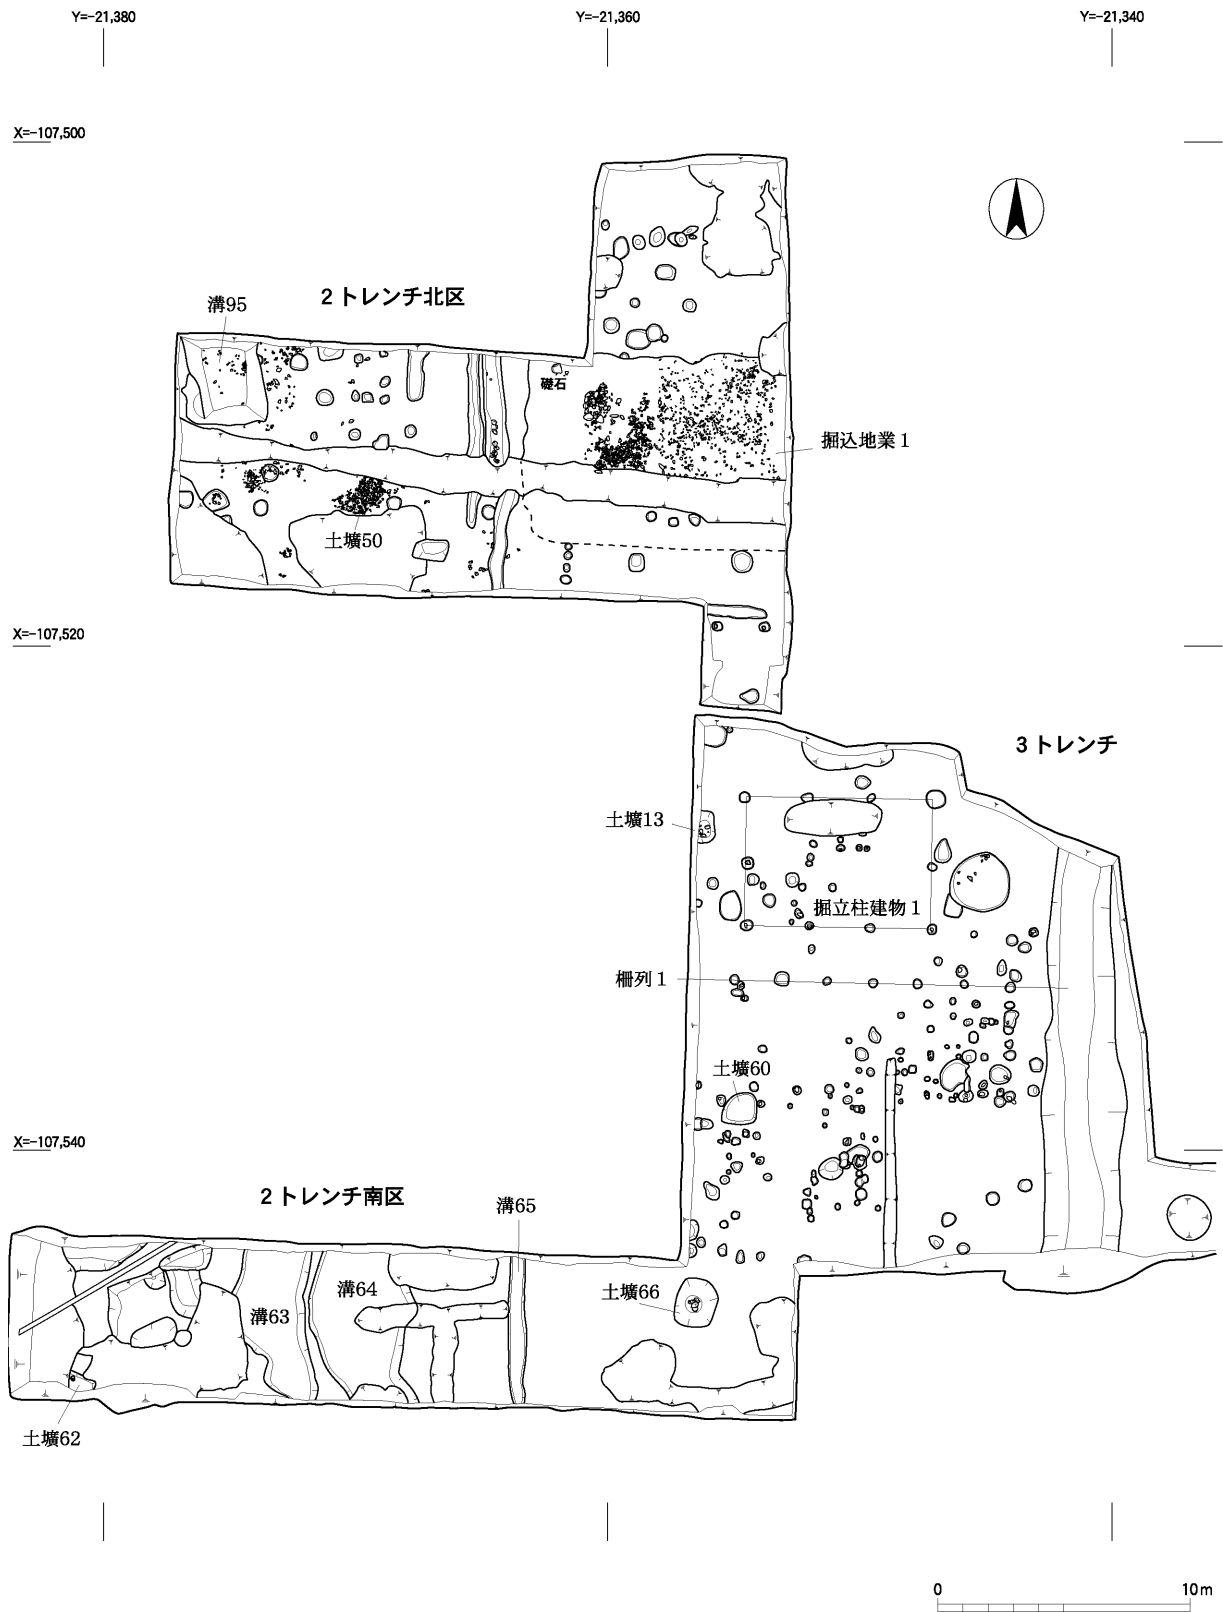 Y=-21,380
Y=-21,360
Y=-21,340
X=-107,500
2トレンチ北区
溝95
礎石
掘込地業1
土壙50
X=-107,520
3トレンチ
土壙13
掘立柱建物1
柵列1
土壙60
X=-107,540
2トレンチ南区
溝65
溝64
溝63
土壙66
土壙62
0
10m